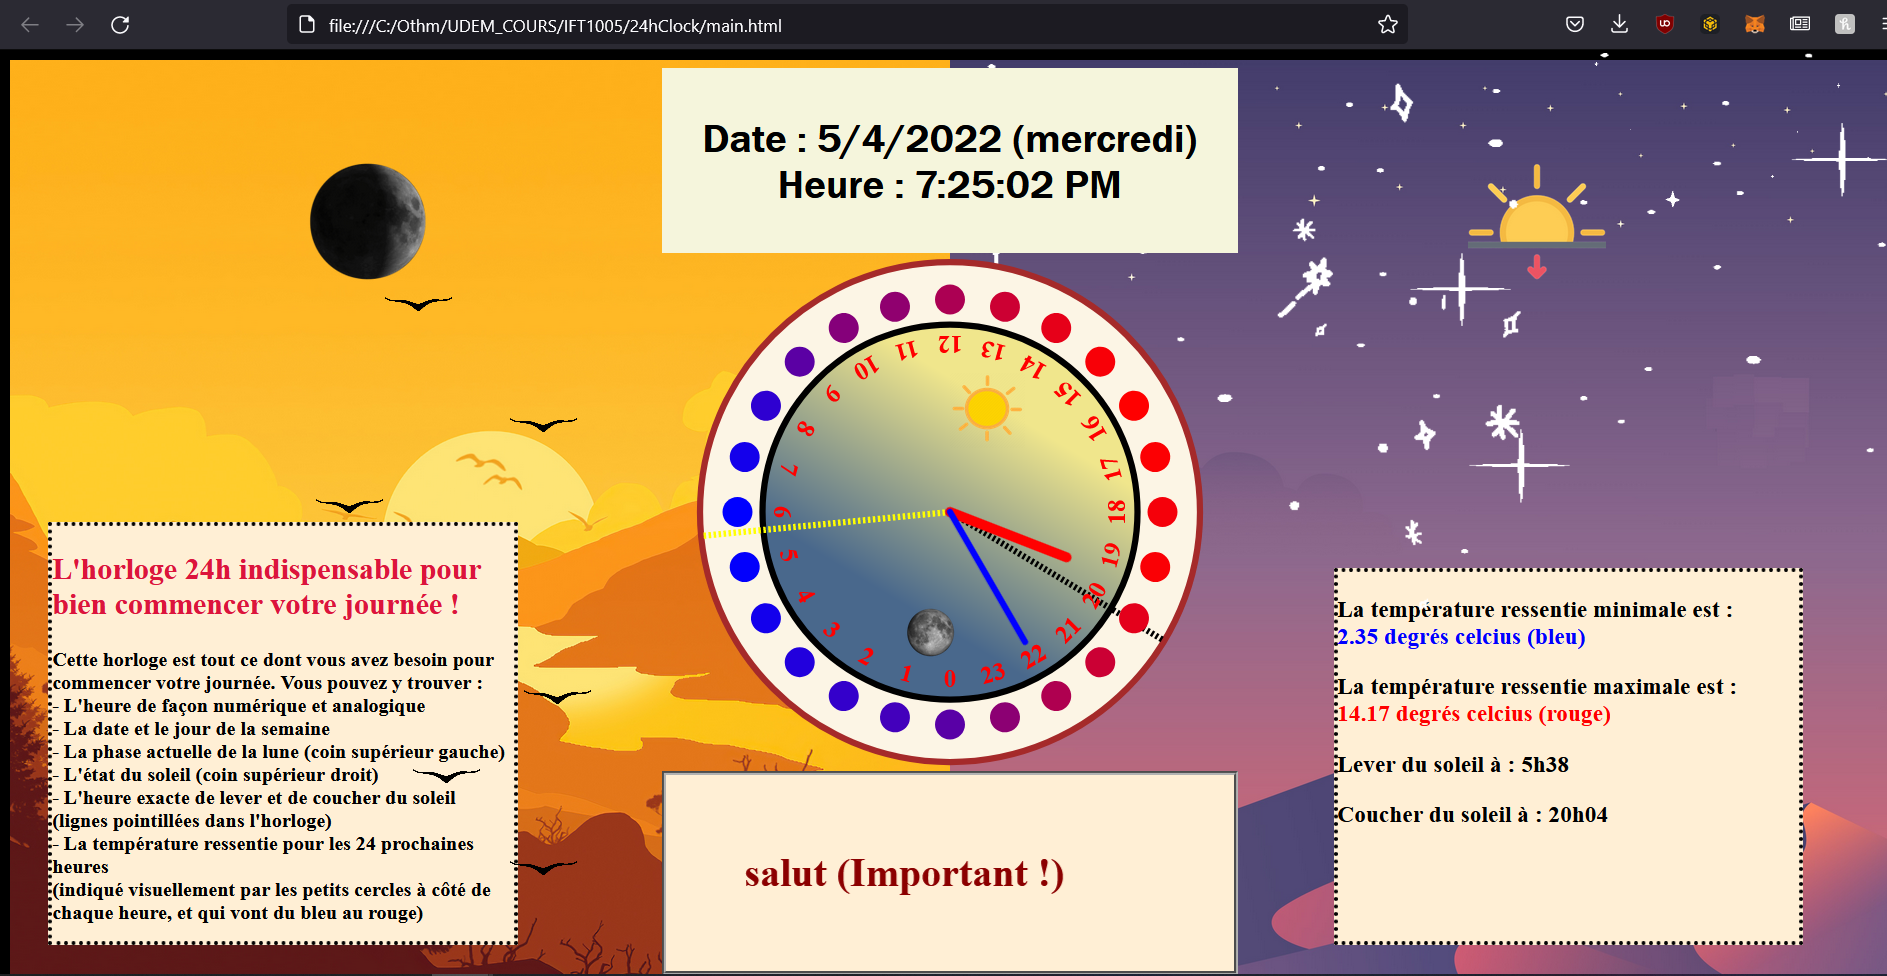 file:///C:/Othm/UDEM_COURS/IFT1005/24hClock/main.html
Date : 5/4/2022 (mercredi)
Heure : 7:25:02 PM
12
13
14
15
16
17
18
19
20
21
22
23
0
1
2
3
4
5
6
7
8
9
10
11
L'horloge 24h indispensable pour
bien commencer votre journée !
Cette horloge est tout ce dont vous avez besoin pour
commencer votre journée. Vous pouvez y trouver :
- L'heure de façon numérique et analogique
- La date et le jour de la semaine
- La phase actuelle de la lune (coin supérieur gauche)
- L'état du soleil (coin supérieur droit)
- L'heure exacte de lever et de coucher du soleil
(lignes pointillées dans l'horloge)
- La température ressentie pour les 24 prochaines
heures
(indiqué visuellement par les petits cercles à côté de
chaque heure, et qui vont du bleu au rouge)
salut (Important !)
La température ressentie minimale est :
2.35 degrés celcius (bleu)
La température ressentie maximale est :
14.17 degrés celcius (rouge)
Lever du soleil à : 5h38
Coucher du soleil à : 20h04